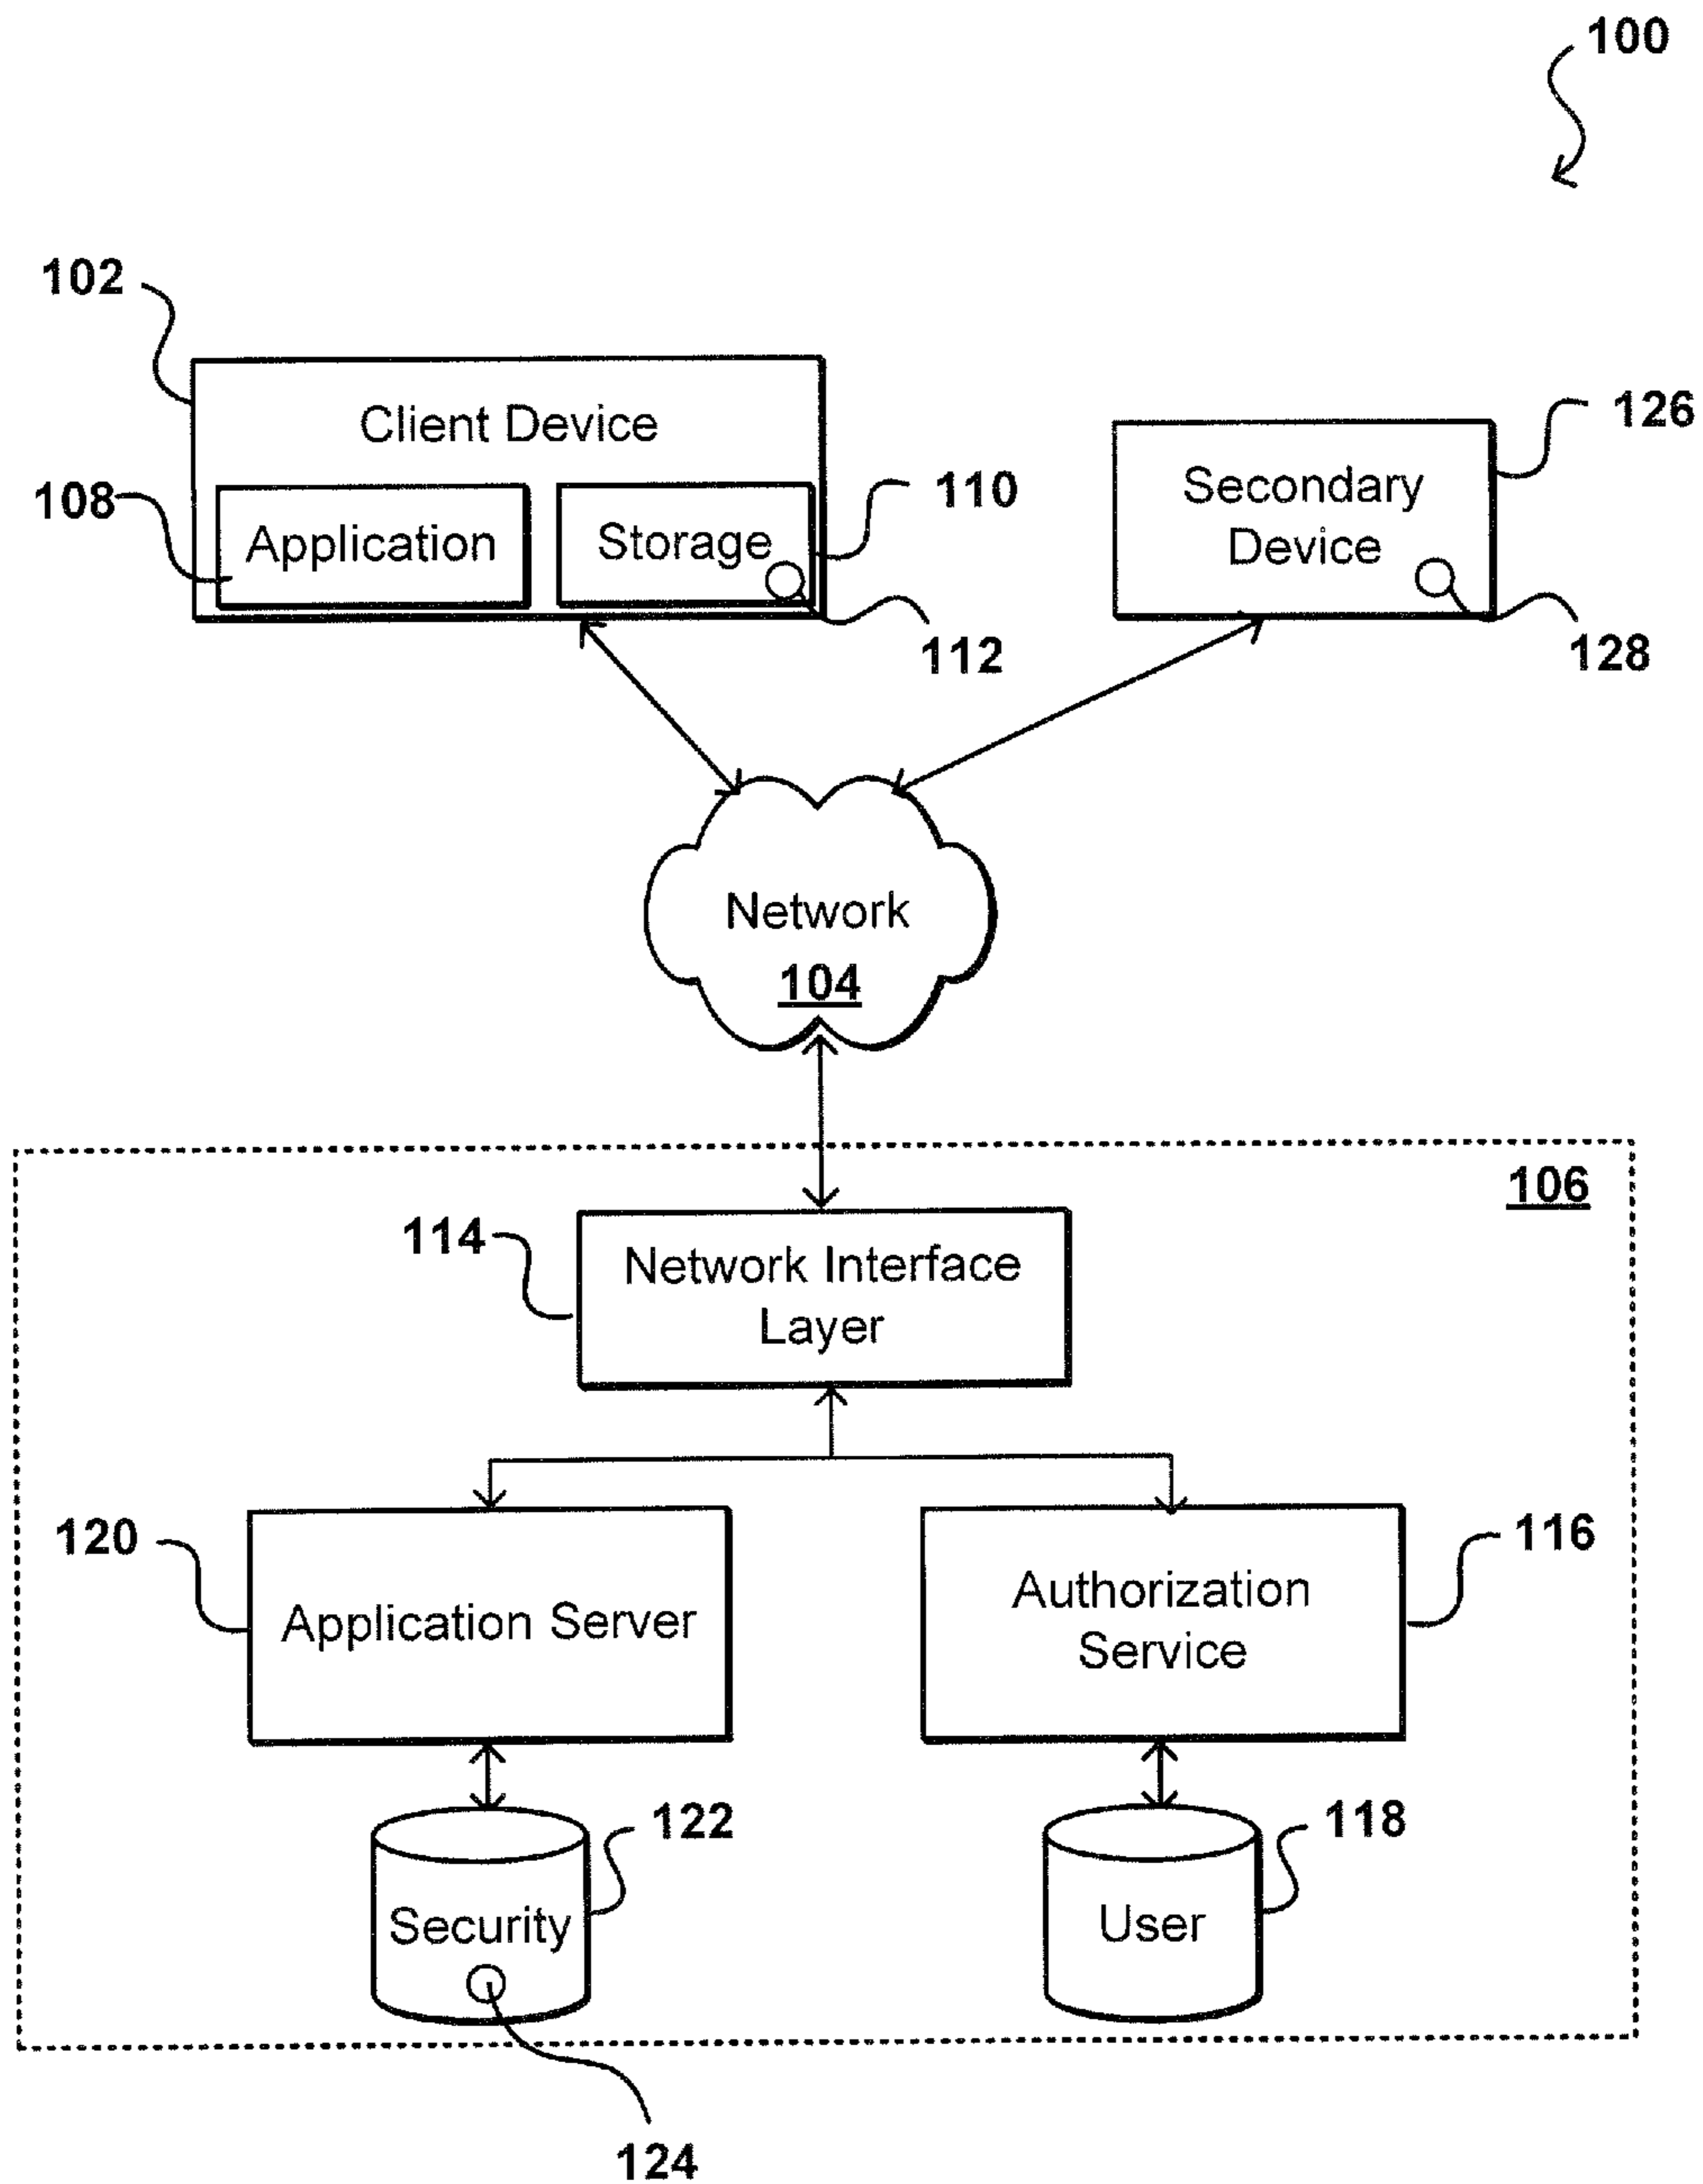 100
102
Client Device
126
108
Application
Storage
110
Secondary
Device
112
128
Network
104
106
114
Network Interface
Layer
120
Application Server
Authorization
Service
116
122
Security
118
User
124